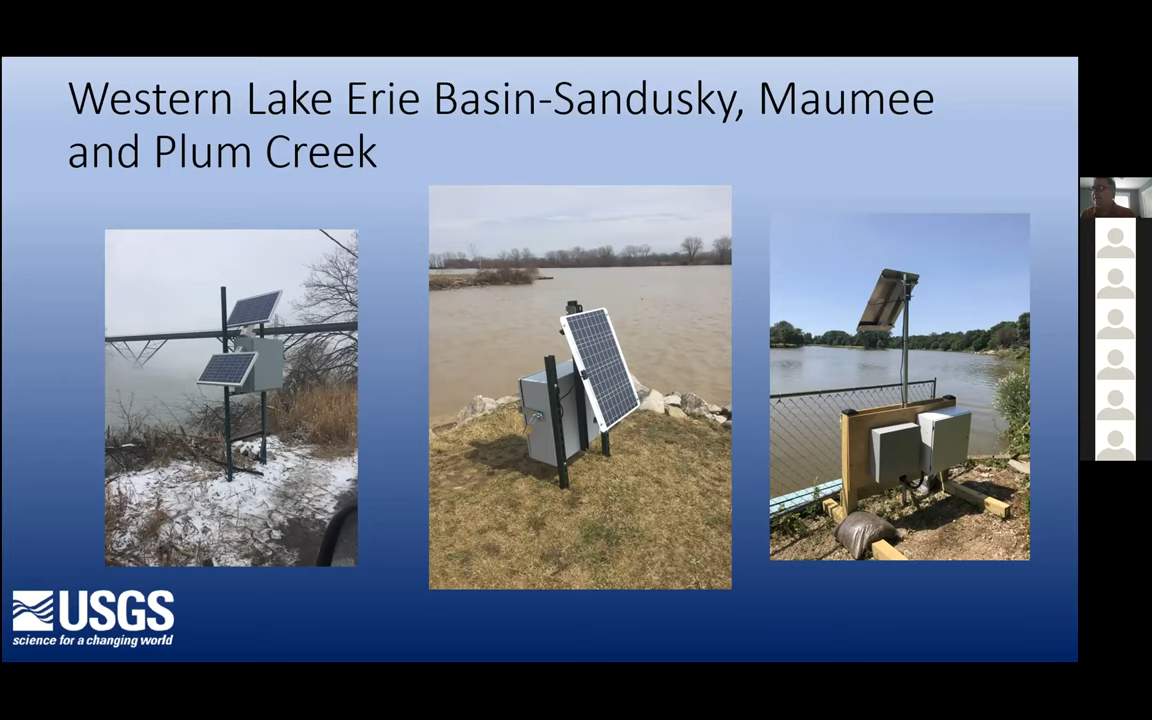 Western Lake Erie Basin-Sandusky, Maumee
and Plum Creek
USGS
science for a changing world